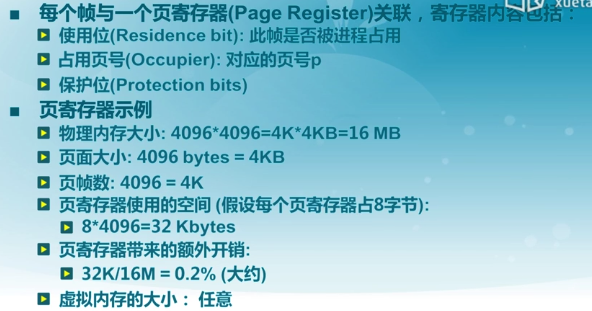 每个帧与一个页寄存器(Page Register)关联，寄存器内容包括：
使用位(Residence bit): 此帧是否被进程占用
占用页号(Occupier): 对应的页号p
保护位(Protection bits)
页寄存器示例
物理内存大小: 4096*4096=4K*4KB=16 MB
页面大小: 4096 bytes = 4KB
页帧数: 4096 = 4K
页寄存器使用的空间 (假设每个页寄存器占8字节):
8*4096=32 Kbytes
页寄存器带来的额外开销:
32K/16M = 0.2% (大约)
虚拟内存的大小： 任意